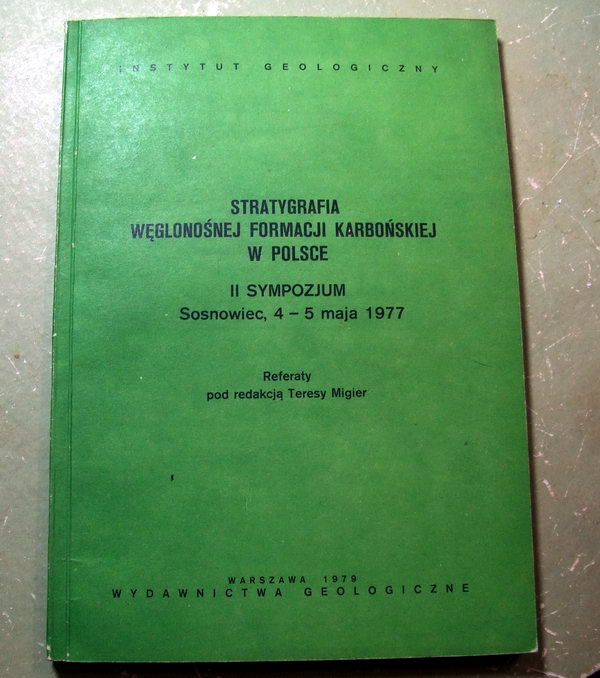 INSTYTUT GEOLOGICZNY
STRATYGRAFIA
WĘGLONOŚNEJ FORMACJI KARBOŃSKIEJ
W POLSCE
II SYMPOZJUM
Sosnowiec, 4 – 5 maja 1977
Referaty
pod redakcją Teresy Migier
WARSZAWA 1979
WYDAWNICTWA GEOLOGICZNE